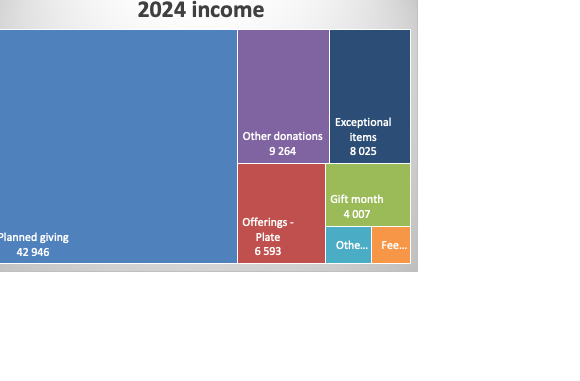 2024 income
Planned giving
42 946
Other donations
9 264
Exceptional
items
8 025
Offerings -
Plate
6 593
Gift month
4 007
Othe...
Fee...